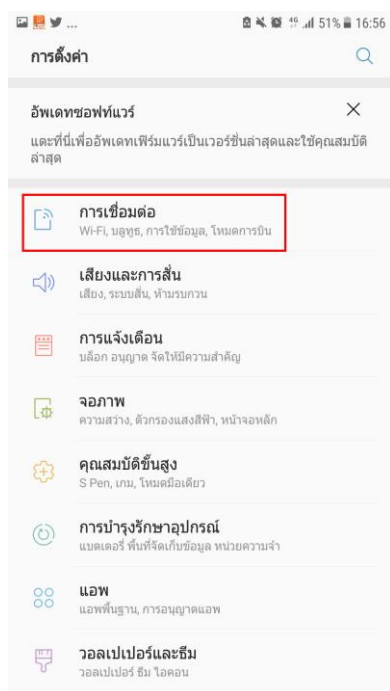 ... 4G 51% 16:56
การตั้งค่า
อัพเดทซอฟท์แวร์
แตะที่นี่เพื่ออัพเดทเฟิร์มแวร์เป็นเวอร์ชั่นล่าสุดและใช้คุณสมบัติ
ล่าสุด
การเชื่อมต่อ
Wi-Fi, บลูทูธ, การใช้ข้อมูล, โหมดการบิน
เสียงและการสั่น
เสียง, ระบบสั่น, ห้ามรบกวน
การแจ้งเตือน
บล็อก อนุญาต จัดให้มีความสำคัญ
จอภาพ
ความสว่าง, ตัวกรองแสงสีฟ้า, หน้าจอหลัก
คุณสมบัติขั้นสูง
S Pen, เกม, โหมดมือเดียว
การบำรุงรักษาอุปกรณ์
แบตเตอรี่ พื้นที่จัดเก็บข้อมูล หน่วยความจำ
แอพ
แอพพื้นฐาน, การอนุญาตแอพ
วอลเปเปอร์และธีม
วอลเปเปอร์ ธีม ไอคอน